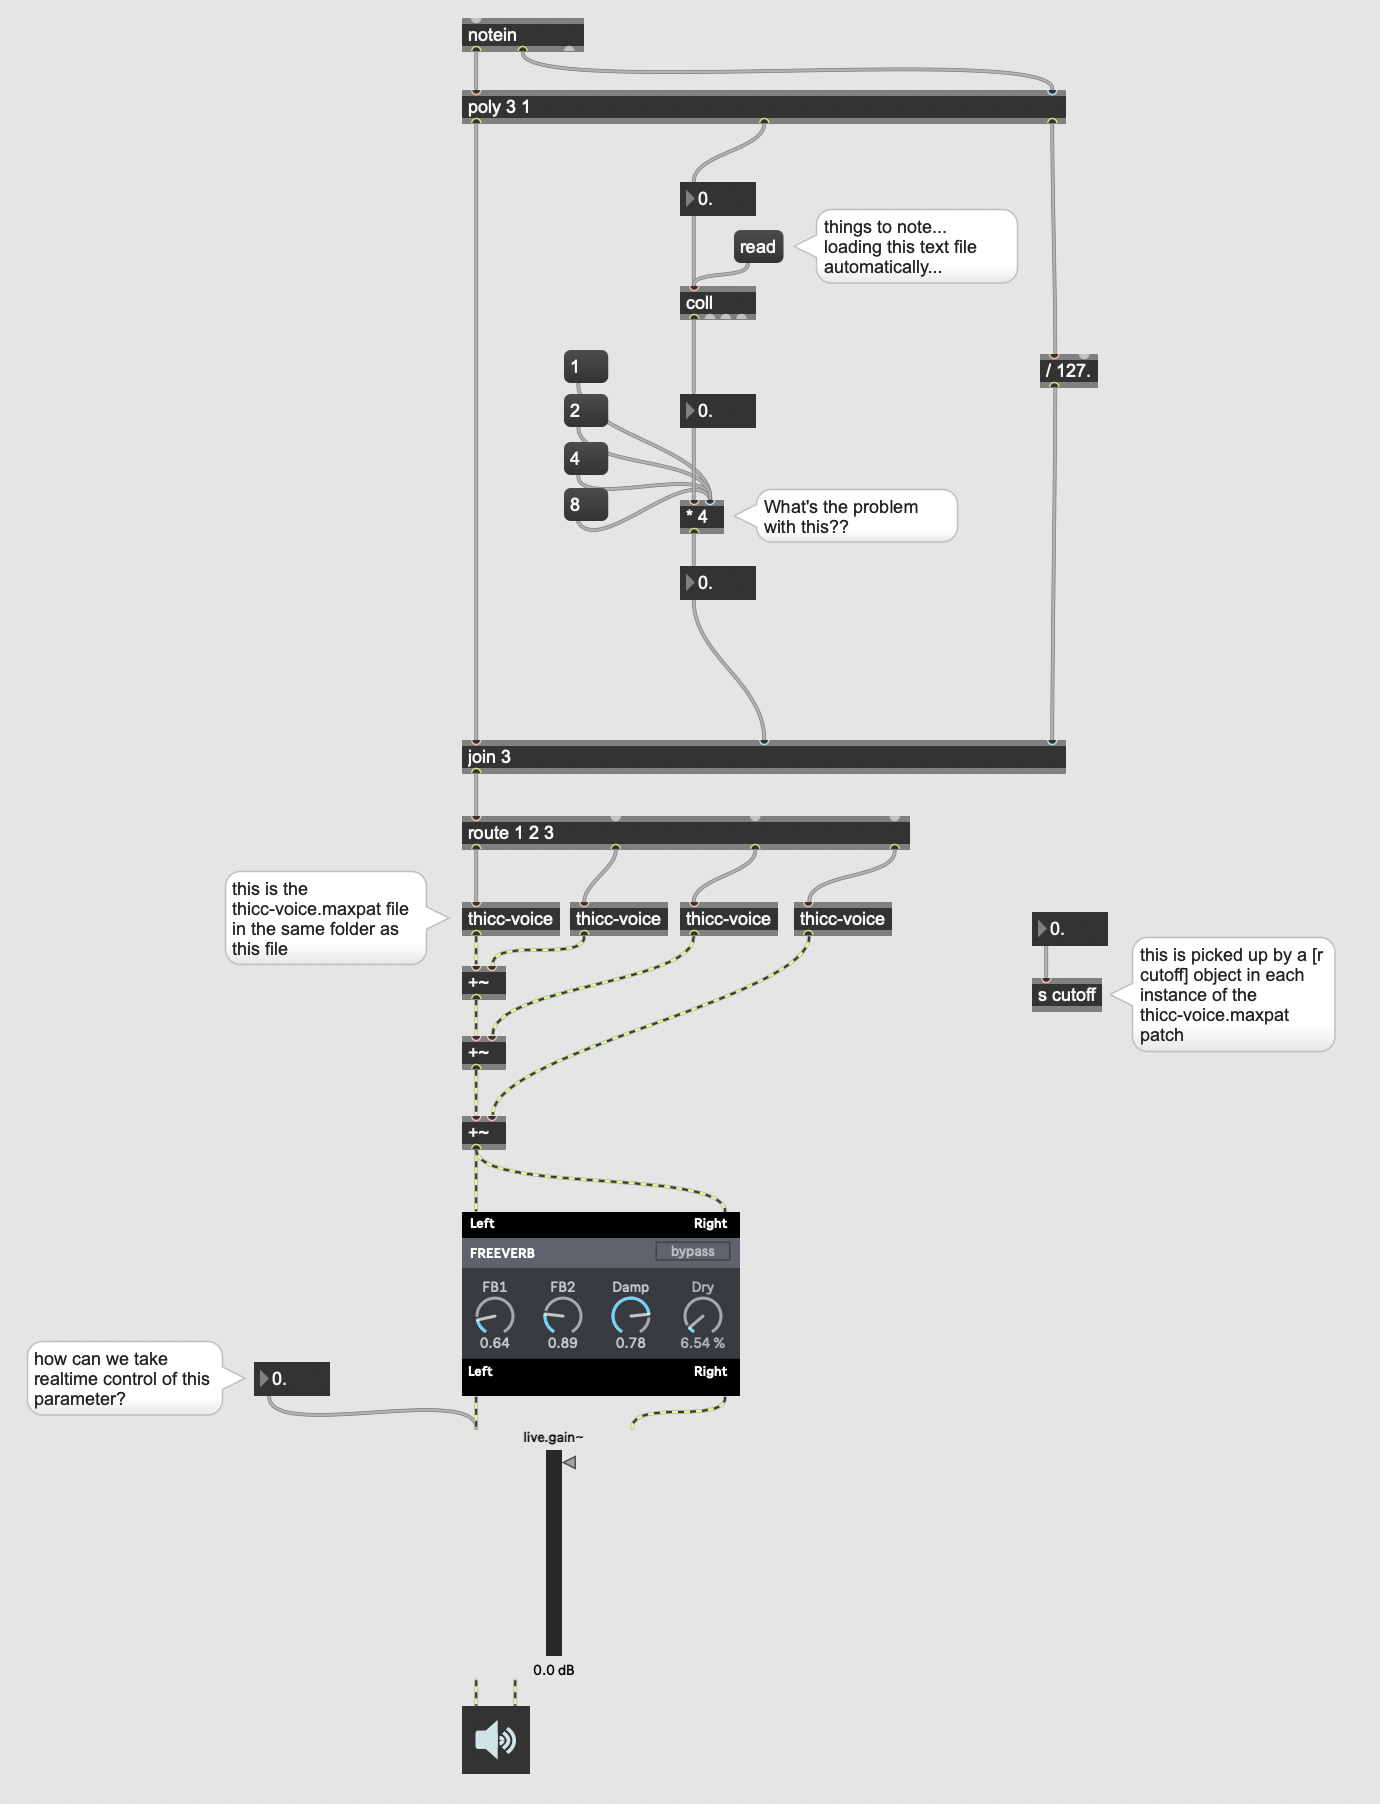 notein
poly 3 1
0.
things to note...
loading this text file
automatically...
read
coll
1
/ 127.
2
0.
4
8
* 4
What's the problem
with this??
0.
join 3
route 1 2 3
this is the
thicc-voice.maxpat file
in the same folder as
this file
thicc-voice
thicc-voice
thicc-voice
thicc-voice
0.
s cutoff
this is picked up by a [r
cutoff] object in each
instance of the
thicc-voice.maxpat
patch
+~
+~
+~
Left Right
FREEVERB bypass
FB1 FB2 Damp Dry
0.64 0.89 0.78 6.54 %
Left Right
how can we take
realtime control of this
parameter?
0.
live.gain~
0.0 dB